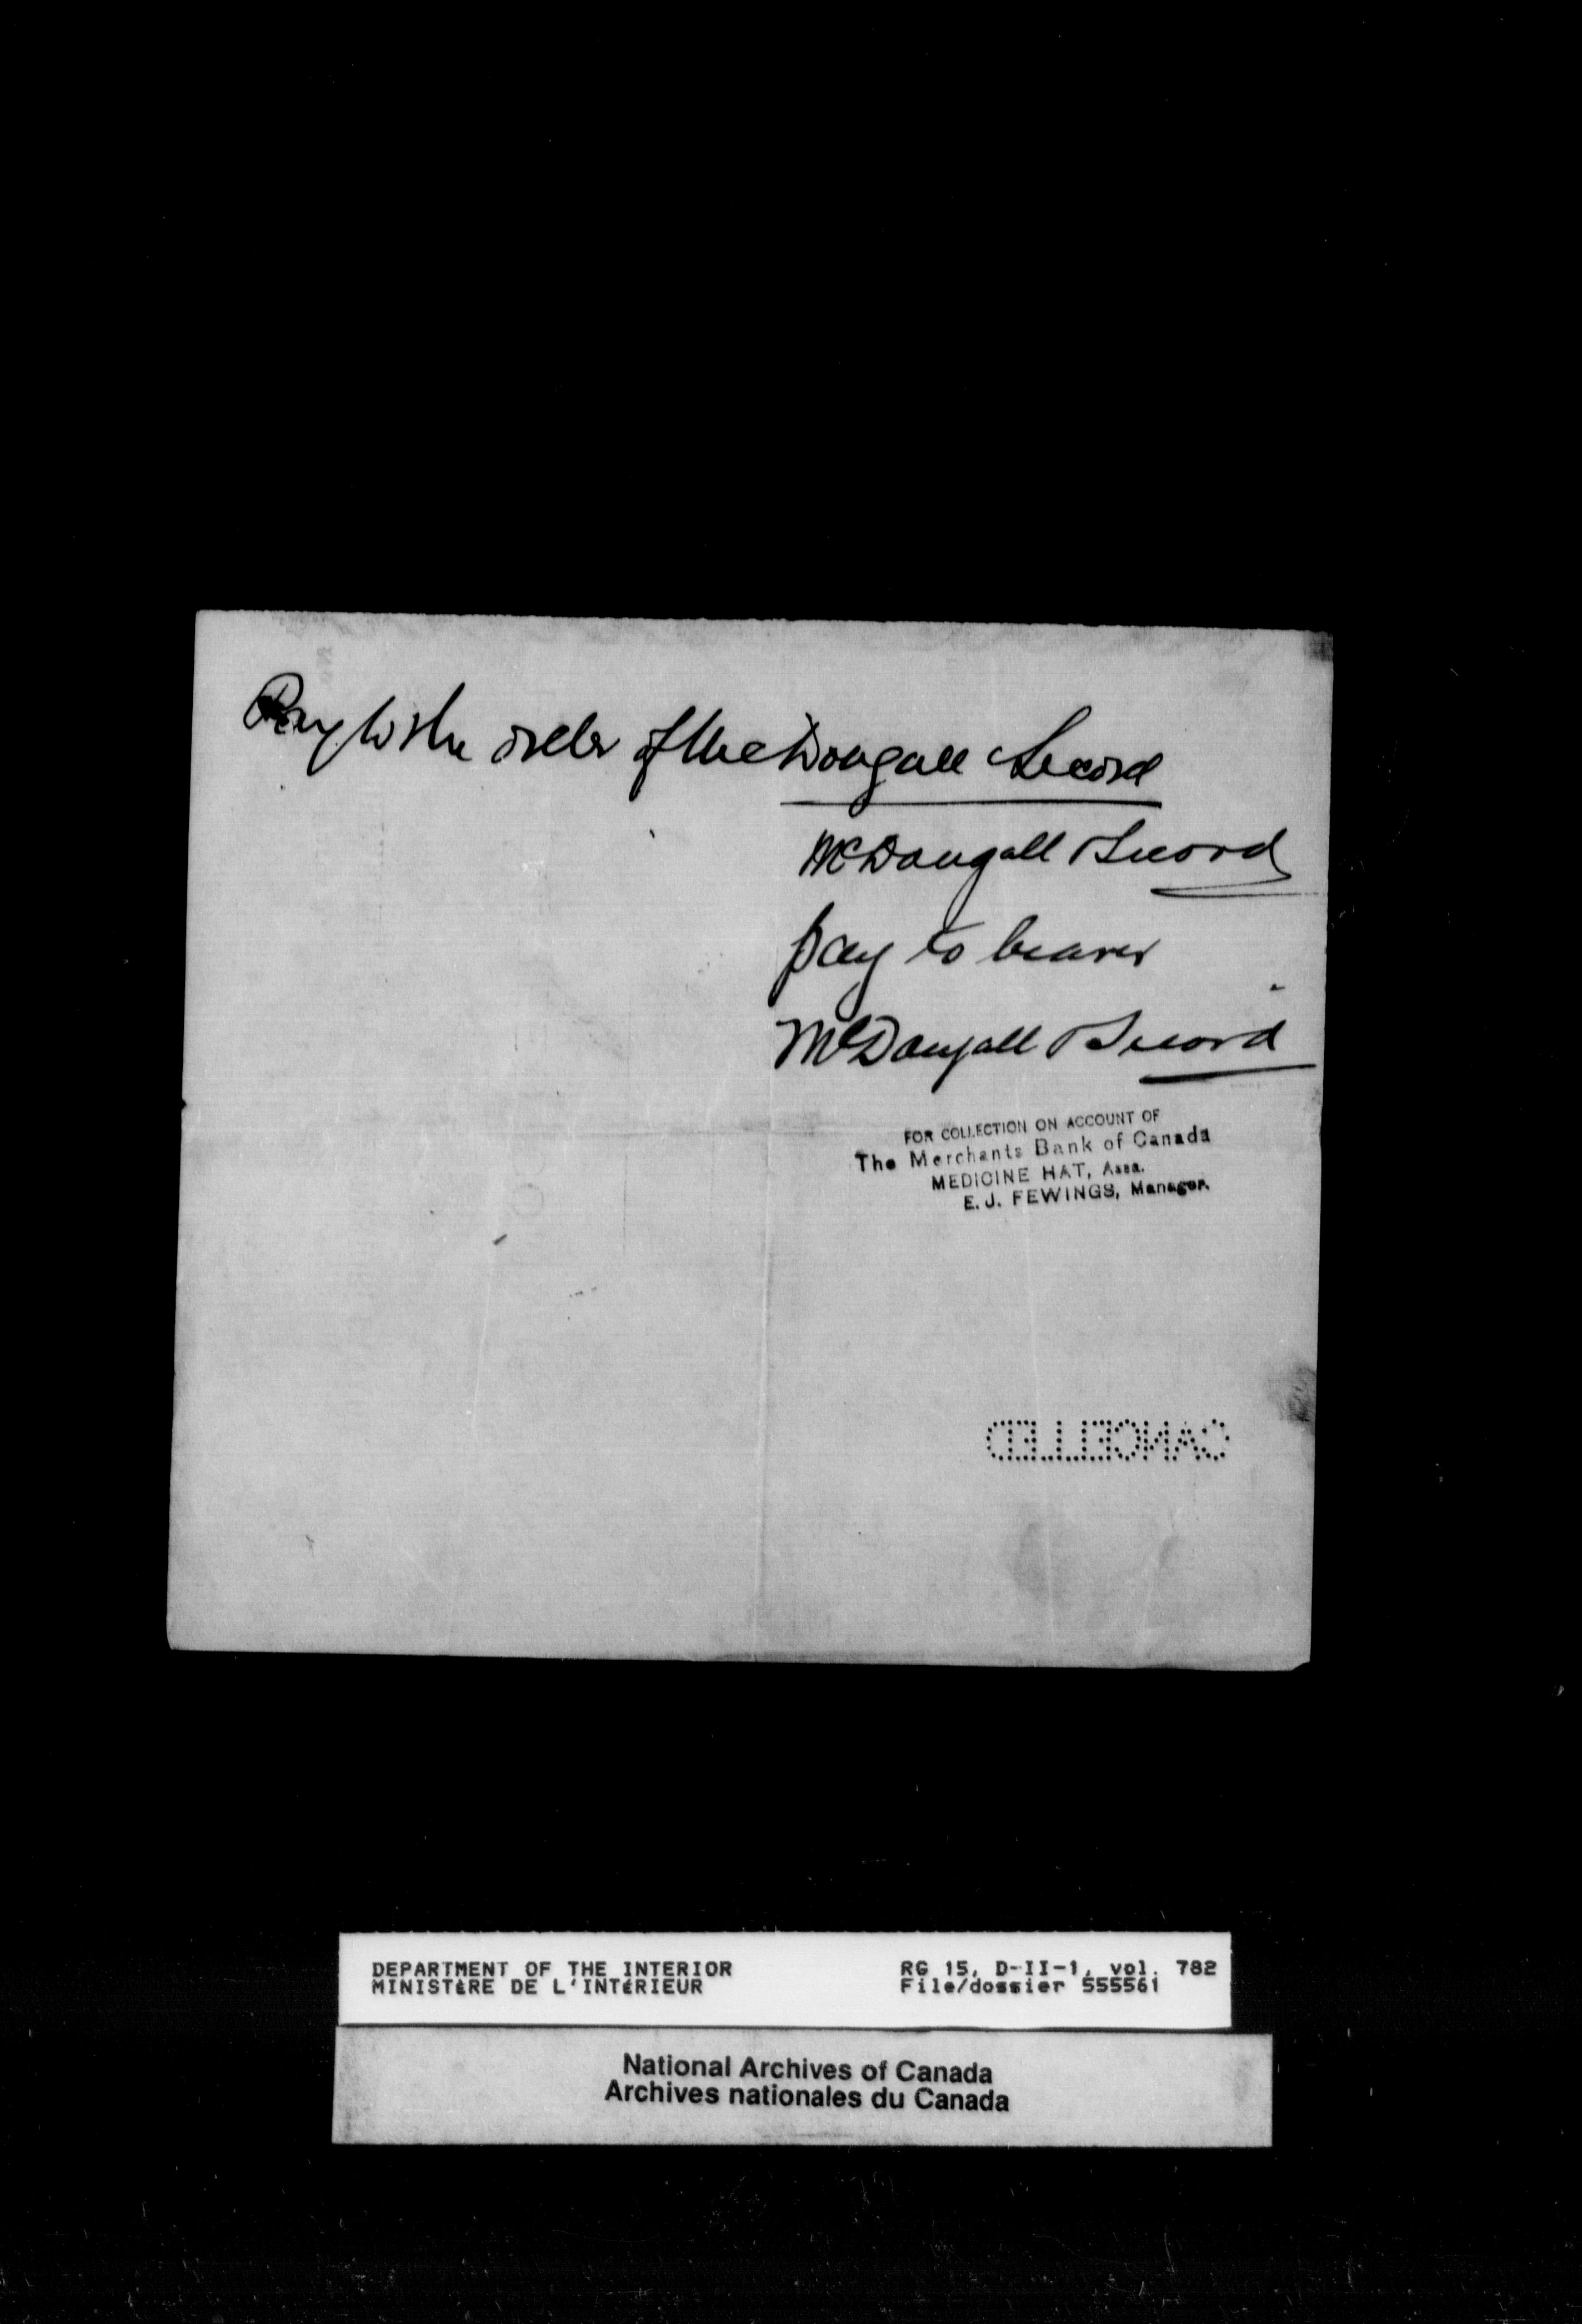 Pay to the order of McDougall Secord
McDougall Secord
pay to bearer
McDougall Secord
FOR COLLECTION ON ACCOUNT OF
The Merchants Bank of Canada
MEDICINE HAT, Assa.
E. J. FEWINGS, Manager.
CANCELLED
DEPARTMENT OF THE INTERIOR
MINISTÈRE DE L'INTÉRIEUR
RG 15, D-II-1, vol. 782
File/dossier 555561
National Archives of Canada
Archives nationales du Canada